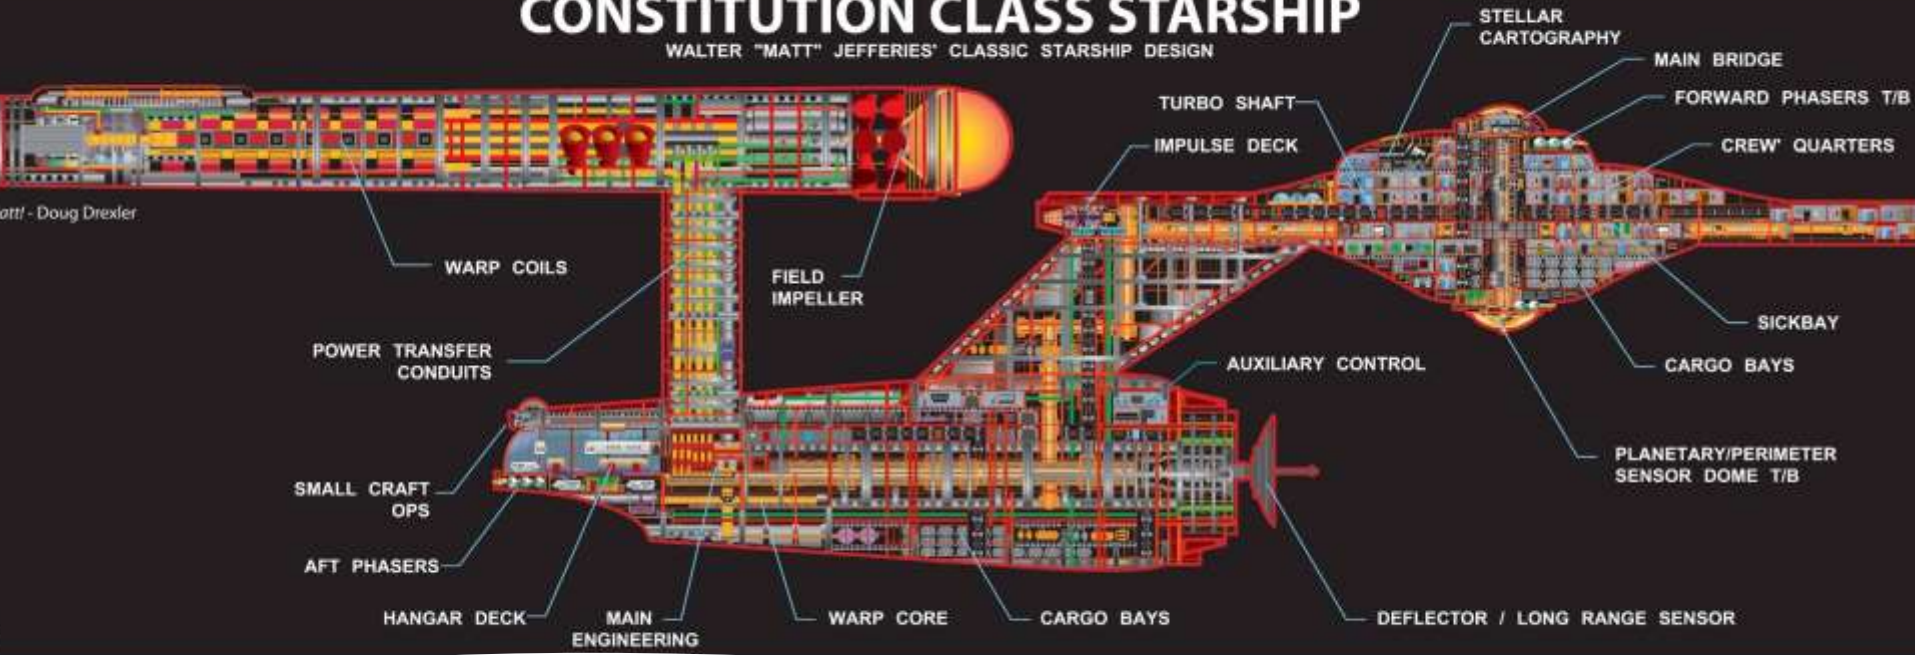 CONSTITUTION CLASS STARSHIP
WALTER "MATT" JEFFERIES' CLASSIC STARSHIP DESIGN
STELLAR
CARTOGRAPHY
MAIN BRIDGE
TURBO SHAFT
FORWARD PHASERS T/B
IMPULSE DECK
CREW' QUARTERS
att! - Doug Drexler
WARP COILS
FIELD
IMPELLER
SICKBAY
POWER TRANSFER
CONDUITS
AUXILIARY CONTROL
CARGO BAYS
PLANETARY/PERIMETER
SENSOR DOME T/B
SMALL CRAFT
OPS
AFT PHASERS
HANGAR DECK
MAIN
ENGINEERING
WARP CORE
CARGO BAYS
DEFLECTOR / LONG RANGE SENSOR